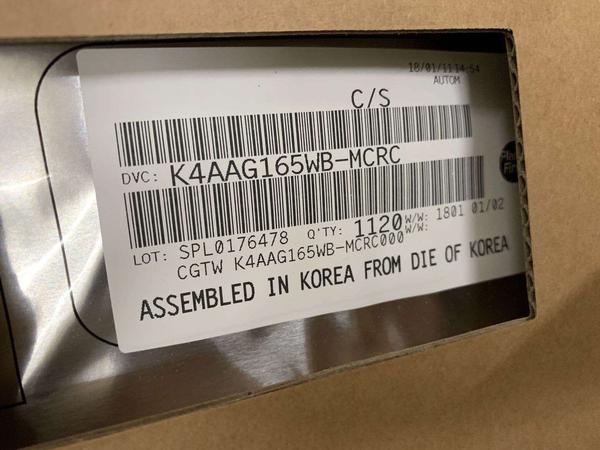 18/01/11 14:54
AUTOM
C/S
DVC: K4AAG165WB-MCRC
LOT: SPL0176478 Q'TY: 1120 W/W: 1801 01/02
CGTW K4AAG165WB-MCRC000 W/W:
ASSEMBLED IN KOREA FROM DIE OF KOREA